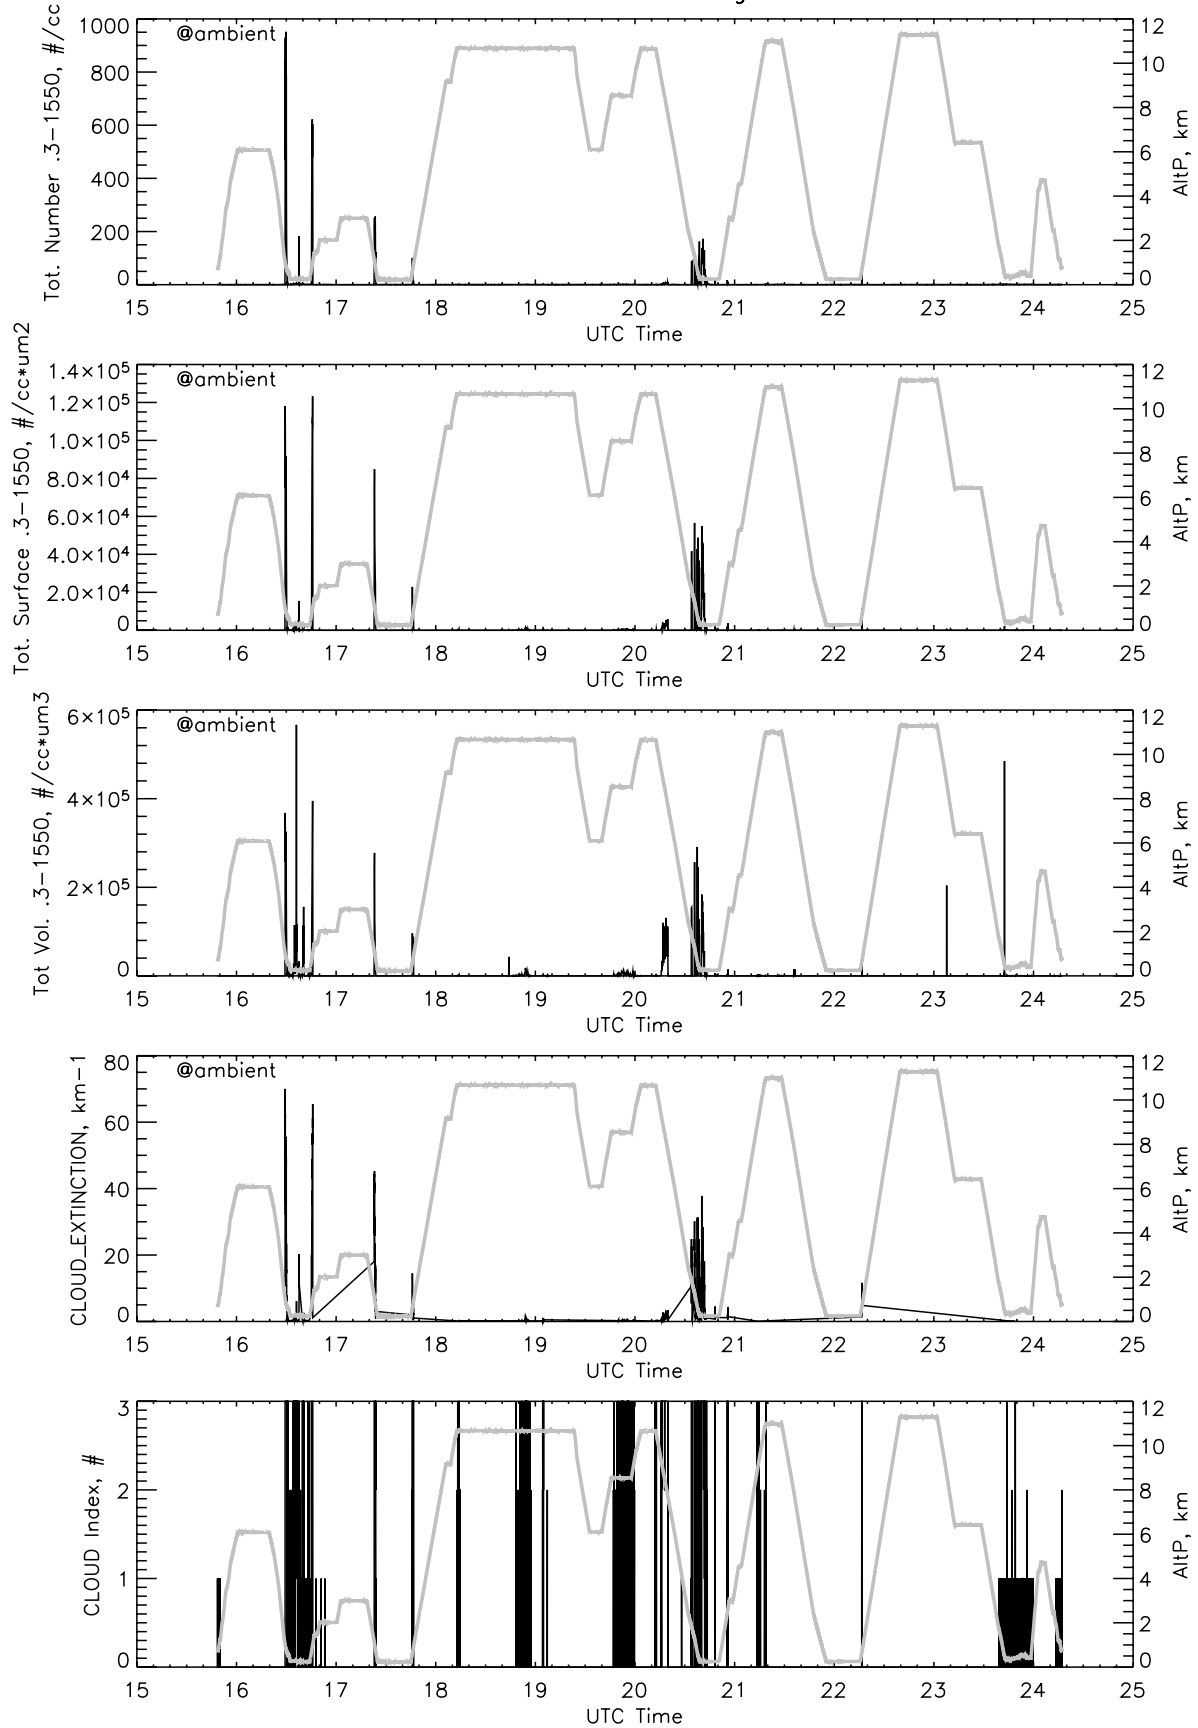 @ambient
Tot. Number .3-1550, #/cc
1000
800
600
400
200
0
12
10
8
6
4
2
0
AltP, km
15 16 17 18 19 20 21 22 23 24 25
UTC Time
@ambient
Tot. Surface .3-1550, #/cc*um2
1.4×10⁵
1.2×10⁵
1.0×10⁵
8.0×10⁴
6.0×10⁴
4.0×10⁴
2.0×10⁴
0
12
10
8
6
4
2
0
AltP, km
15 16 17 18 19 20 21 22 23 24 25
UTC Time
@ambient
Tot Vol. .3-1550, #/cc*um3
6×10⁵
4×10⁵
2×10⁵
0
12
10
8
6
4
2
0
AltP, km
15 16 17 18 19 20 21 22 23 24 25
UTC Time
@ambient
CLOUD_EXTINCTION, km-1
80
60
40
20
0
12
10
8
6
4
2
0
AltP, km
15 16 17 18 19 20 21 22 23 24 25
UTC Time
CLOUD Index, #
3
2
1
0
12
10
8
6
4
2
0
AltP, km
15 16 17 18 19 20 21 22 23 24 25
UTC Time